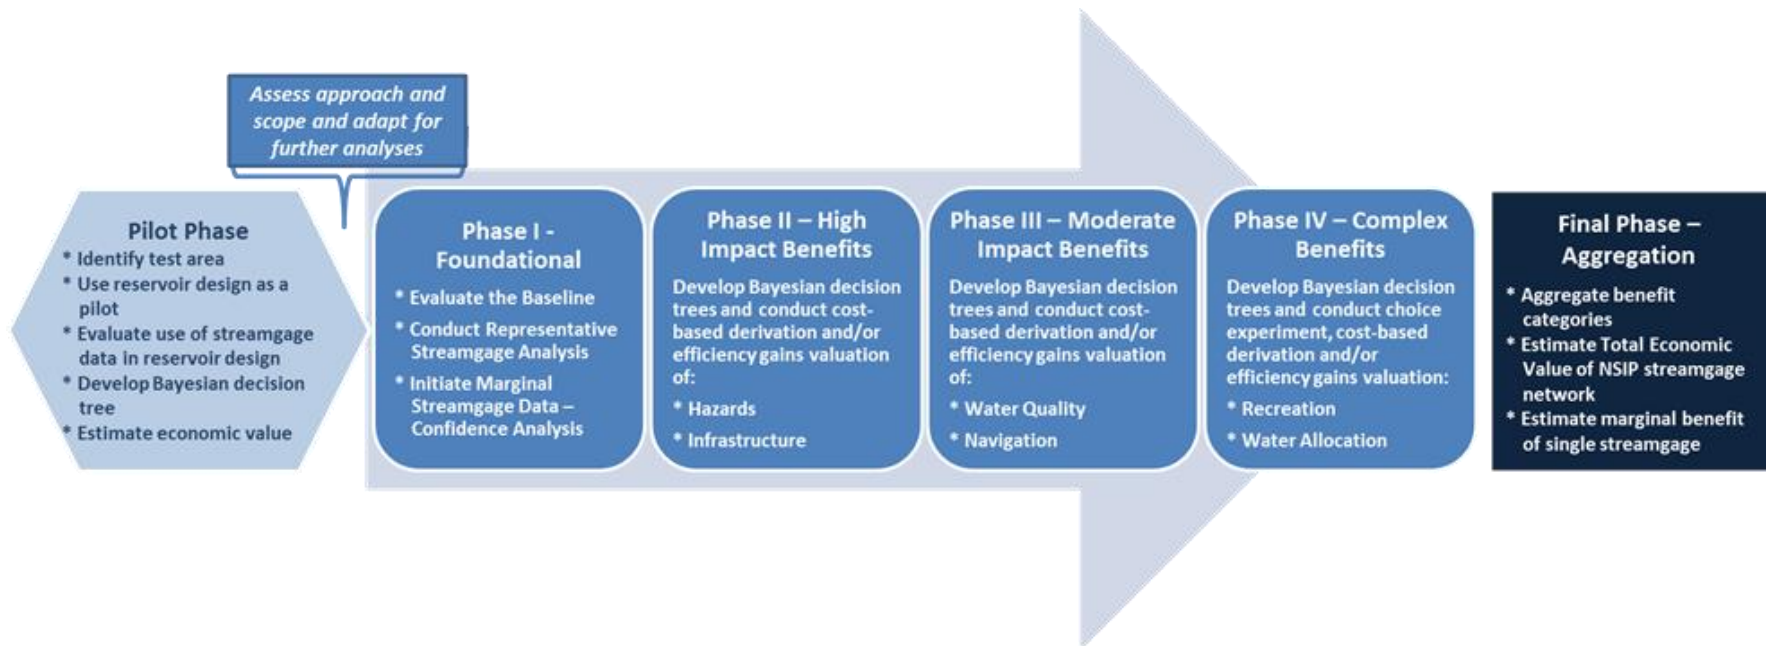 Assess approach and
scope and adapt for
further analyses
Pilot Phase
* Identify test area
* Use reservoir design as a
pilot
* Evaluate use of streamgage
data in reservoir design
* Develop Bayesian decision
tree
* Estimate economic value
Phase I -
Foundational
* Evaluate the Baseline
* Conduct Representative
Streamgage Analysis
* Initiate Marginal
Streamgage Data –
Confidence Analysis
Phase II – High
Impact Benefits
Develop Bayesian decision
trees and conduct cost-
based derivation and/or
efficiency gains valuation
of:
* Hazards
* Infrastructure
Phase III – Moderate
Impact Benefits
Develop Bayesian decision
trees and conduct cost-
based derivation and/or
efficiency gains valuation
of:
* Water Quality
* Navigation
Phase IV – Complex
Benefits
Develop Bayesian decision
trees and conduct choice
experiment, cost-based
derivation and/or
efficiency gains valuation:
* Recreation
* Water Allocation
Final Phase –
Aggregation
* Aggregate benefit
categories
* Estimate Total Economic
Value of NSIP streamgage
network
* Estimate marginal benefit
of single streamgage